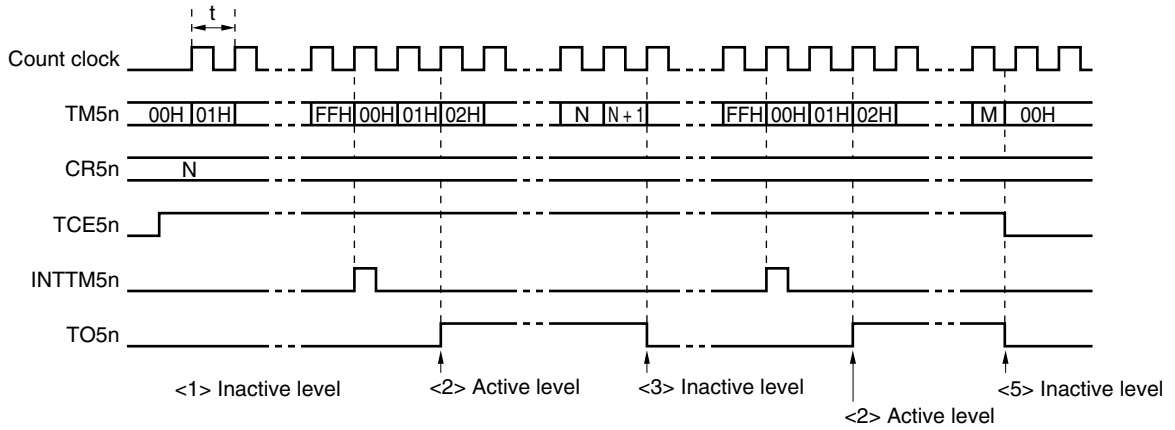 t
Count clock
TM5n 00H 01H FFH 00H 01H 02H N N + 1 FFH 00H 01H 02H M 00H
CR5n N
TCE5n
INTTM5n
TO5n
<1> Inactive level <2> Active level <3> Inactive level <5> Inactive level
<2> Active level